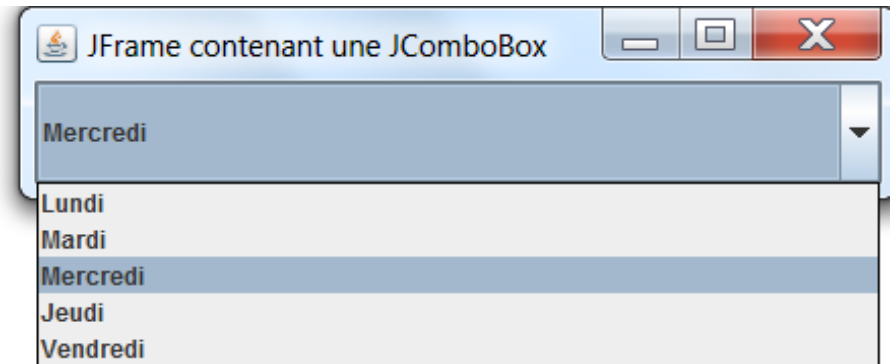 JFrame contenant une JComboBox
Mercredi
Lundi
Mardi
Mercredi
Jeudi
Vendredi